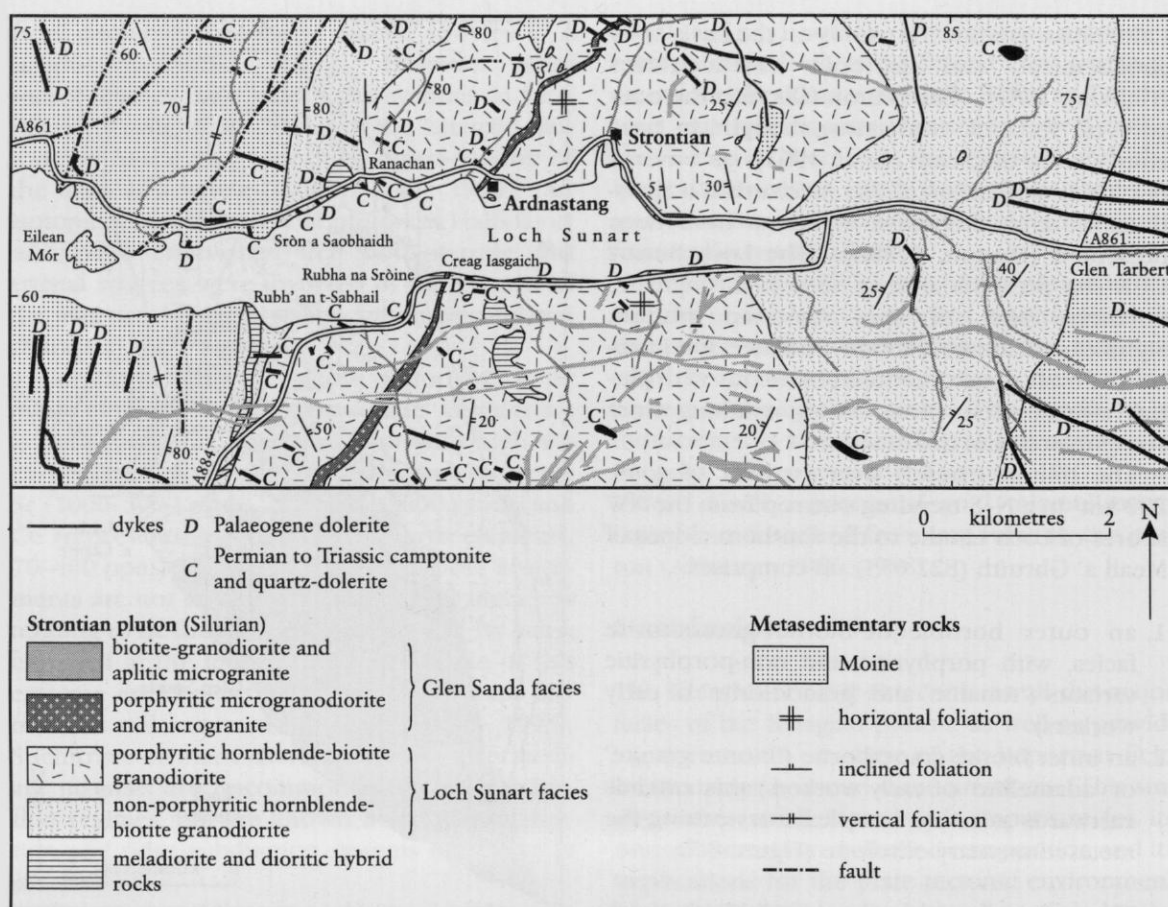 75
D
60
D
C
D
C
D
D
80
D
C
C
D
85
C
C
D
70
80
80
D
D
25
75
A861
D
C
D
D
C
Ranachan
D
Strontian
D
D
D
C
C
C
C
5
30
Ardnastang
D
D
Eilean
Mór
D
Sròn a Saobhaidh
Loch Sunart
D
A861
Rubha na Sròine
Creag Iasgaich
D
D
D
D
D
40
Glen Tarbert
60
Rubh' an t-Sabhail
C
D
C
C
25
D
D
D
D
C
C
C
C
D
D
C
50
C
20
C
20
C
25
D
80
A884
C
C
C
C
D
0 kilometres 2
N
dykes D Palaeogene dolerite
C Permian to Triassic camptonite
and quartz-dolerite
Strontian pluton (Silurian)
biotite-granodiorite and
aplitic microgranite
Glen Sanda facies
porphyritic microgranodiorite
and microgranite
porphyritic hornblende-biotite
granodiorite
Loch Sunart facies
non-porphyritic hornblende-
biotite granodiorite
meladiorite and dioritic hybrid
rocks
Metasedimentary rocks
Moine
horizontal foliation
inclined foliation
vertical foliation
fault